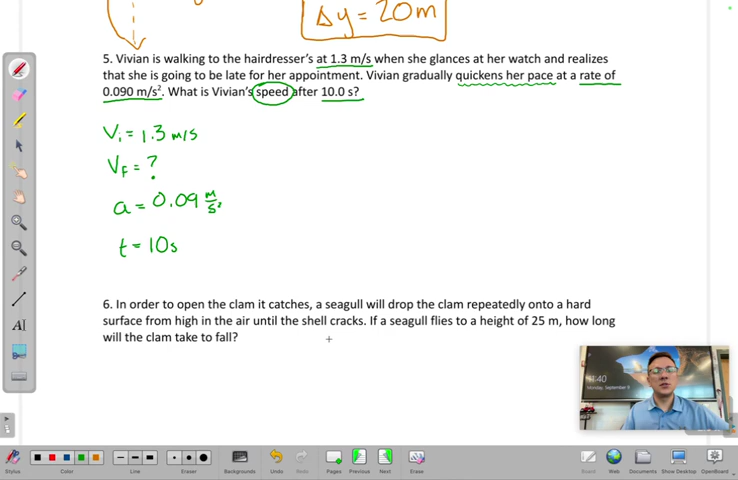 Δy = 20m
5. Vivian is walking to the hairdresser's at 1.3 m/s when she glances at her watch and realizes
that she is going to be late for her appointment. Vivian gradually quickens her pace at a rate of
0.090 m/s². What is Vivian's speed after 10.0 s?
Vi = 1.3 m/s
VF = ?
a = 0.09 m/s²
t = 10s
6. In order to open the clam it catches, a seagull will drop the clam repeatedly onto a hard
surface from high in the air until the shell cracks. If a seagull flies to a height of 25 m, how long
will the clam take to fall?
11:40
Monday, September
Stylus
Color
Line
Eraser
Backgrounds
Undo
Redo
Pages
Previous
Next
Erase
Board
Web
Documents
Show Desktop
OpenBoard